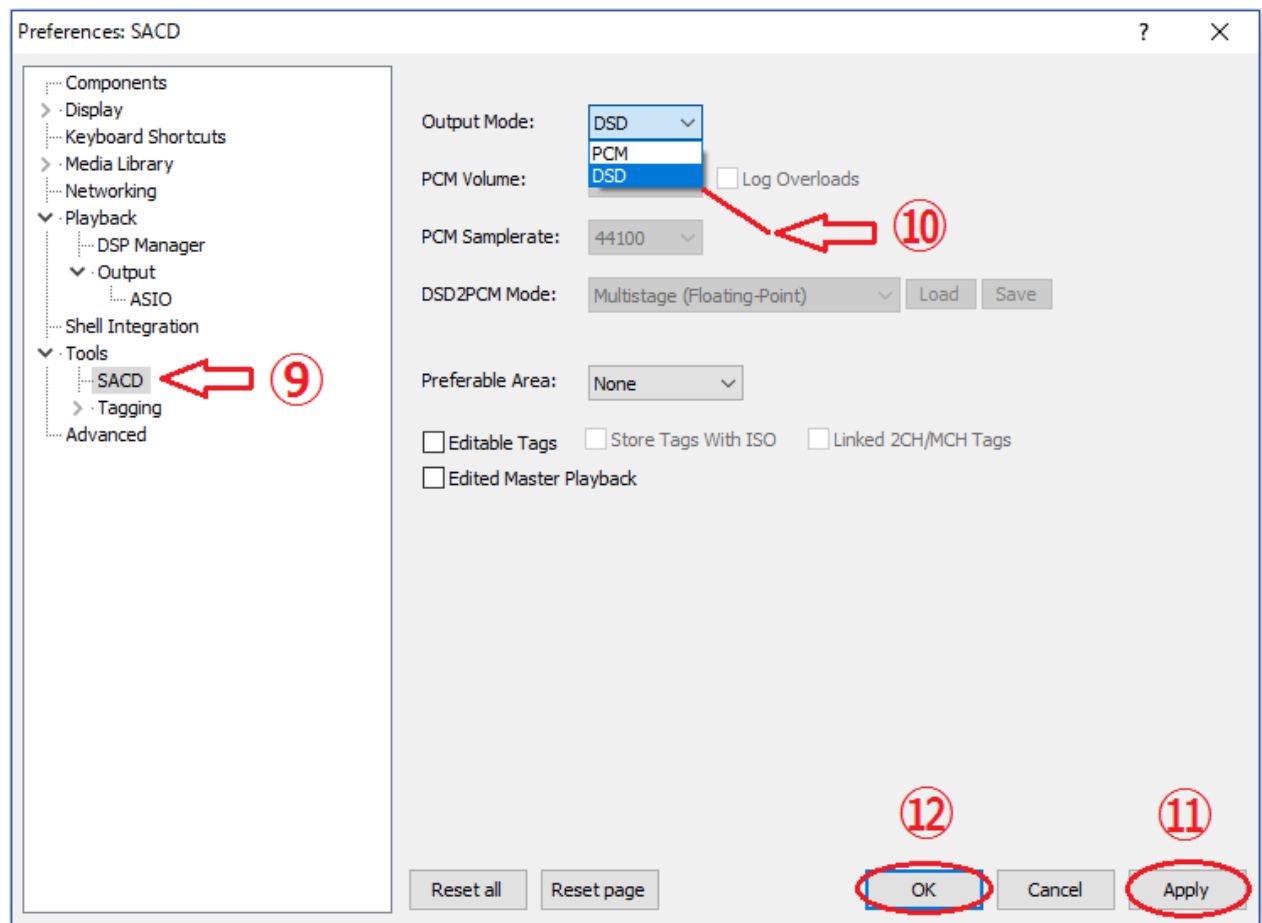 Preferences: SACD
?
Components
Display
Keyboard Shortcuts
Media Library
Networking
Playback
DSP Manager
Output
ASIO
Shell Integration
Tools
SACD
⑨
Tagging
Advanced
Output Mode: DSD
PCM
DSD
PCM Volume: Log Overloads
⑩
PCM Samplerate: 44100
DSD2PCM Mode: Multistage (Floating-Point) Load Save
Preferable Area: None
Editable Tags Store Tags With ISO Linked 2CH/MCH Tags
Edited Master Playback
⑫ ⑪
Reset all Reset page OK Cancel Apply